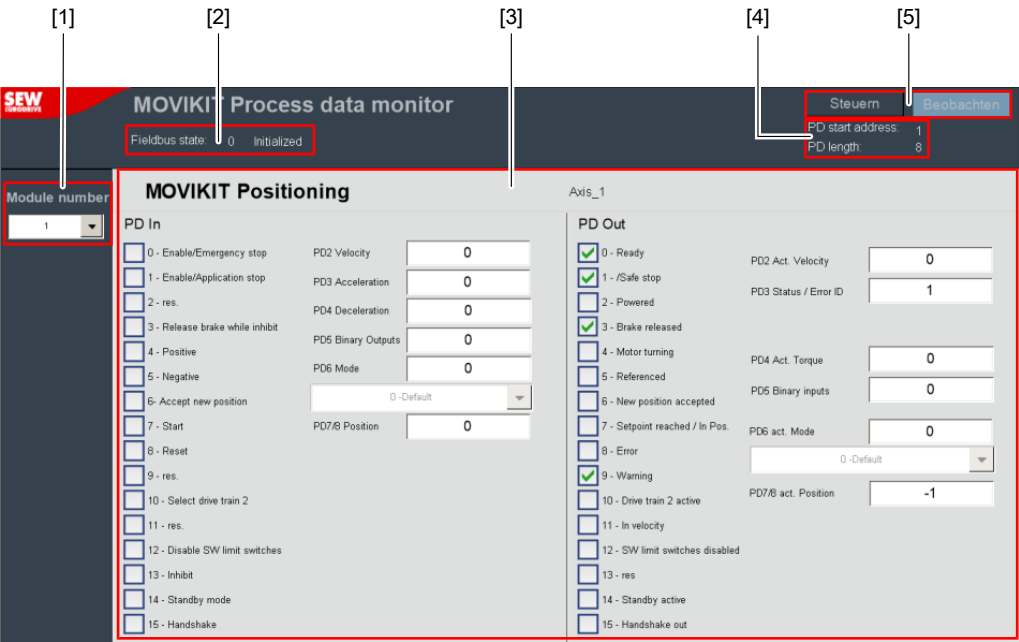 [1] [2] [3] [4] [5]
SEW
EURODRIVE
MOVIKIT Process data monitor
Steuern Beobachten
Fieldbus state: 0 Initialized
PD start address: 1
PD length: 8
Module number
1
MOVIKIT Positioning
Axis_1
PD In
0 - Enable/Emergency stop
1 - Enable/Application stop
2 - res.
3 - Release brake while inhibit
4 - Positive
5 - Negative
6- Accept new position
7 - Start
8 - Reset
9 - res.
10 - Select drive train 2
11 - res.
12 - Disable SW limit switches
13 - Inhibit
14 - Standby mode
15 - Handshake
PD2 Velocity 0
PD3 Acceleration 0
PD4 Deceleration 0
PD5 Binary Outputs 0
PD6 Mode 0
0 -Default
PD7/8 Position 0
PD Out
0 - Ready
1 - /Safe stop
2 - Powered
3 - Brake released
4 - Motor turning
5 - Referenced
6 - New position accepted
7 - Setpoint reached / In Pos.
8 - Error
9 - Warning
10 - Drive train 2 active
11 - In velocity
12 - SW limit switches disabled
13 - res
14 - Standby active
15 - Handshake out
PD2 Act. Velocity 0
PD3 Status / Error ID 1
PD4 Act. Torque 0
PD5 Binary inputs 0
PD6 act. Mode 0
0 -Default
PD7/8 act. Position -1